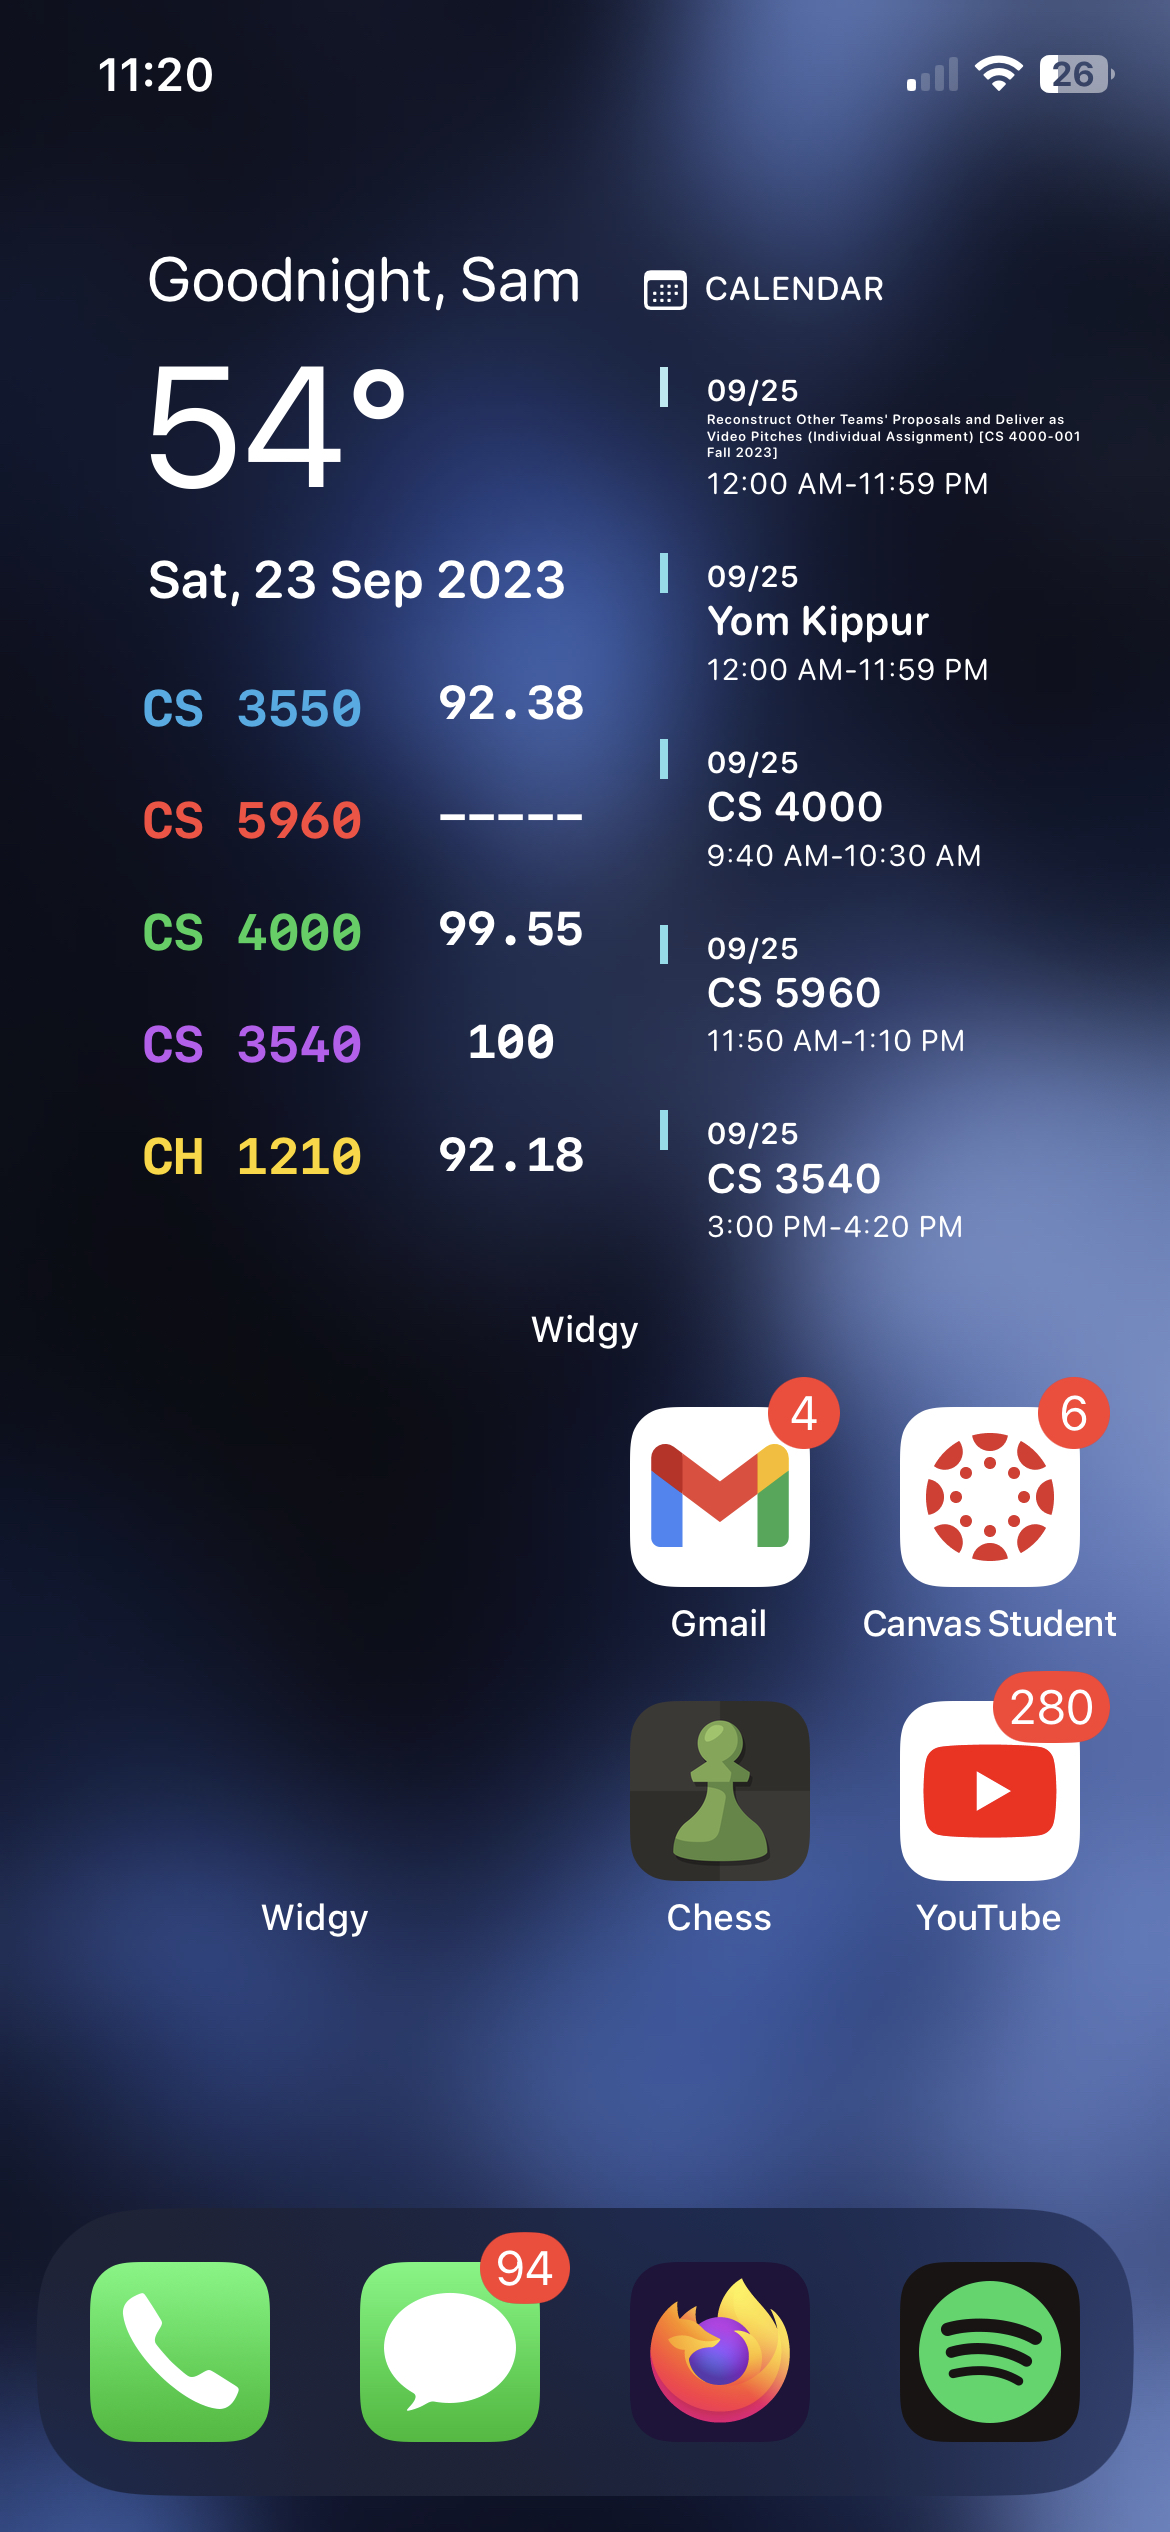 11:20
26
Goodnight, Sam
54°
Sat, 23 Sep 2023
CS 3550 92.38
CS 5960 -----
CS 4000 99.55
CS 3540 100
CH 1210 92.18
CALENDAR
09/25
Reconstruct Other Teams' Proposals and Deliver as
Video Pitches (Individual Assignment) [CS 4000-001
Fall 2023]
12:00 AM-11:59 PM
09/25
Yom Kippur
12:00 AM-11:59 PM
09/25
CS 4000
9:40 AM-10:30 AM
09/25
CS 5960
11:50 AM-1:10 PM
09/25
CS 3540
3:00 PM-4:20 PM
Widgy
4
6
Gmail
Canvas Student
280
Widgy
Chess
YouTube
94